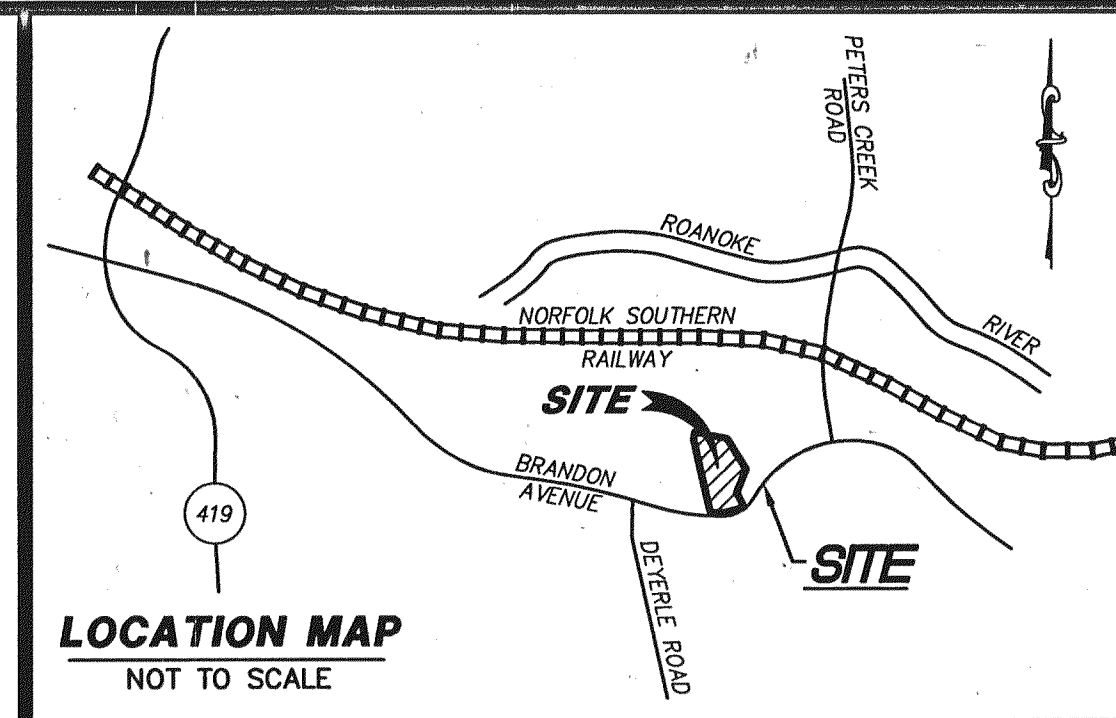 PETERS CREEK
ROAD
ROANOKE
RIVER
NORFOLK SOUTHERN
RAILWAY
SITE
BRANDON
AVENUE
419
SITE
DEYERLE ROAD
LOCATION MAP
NOT TO SCALE